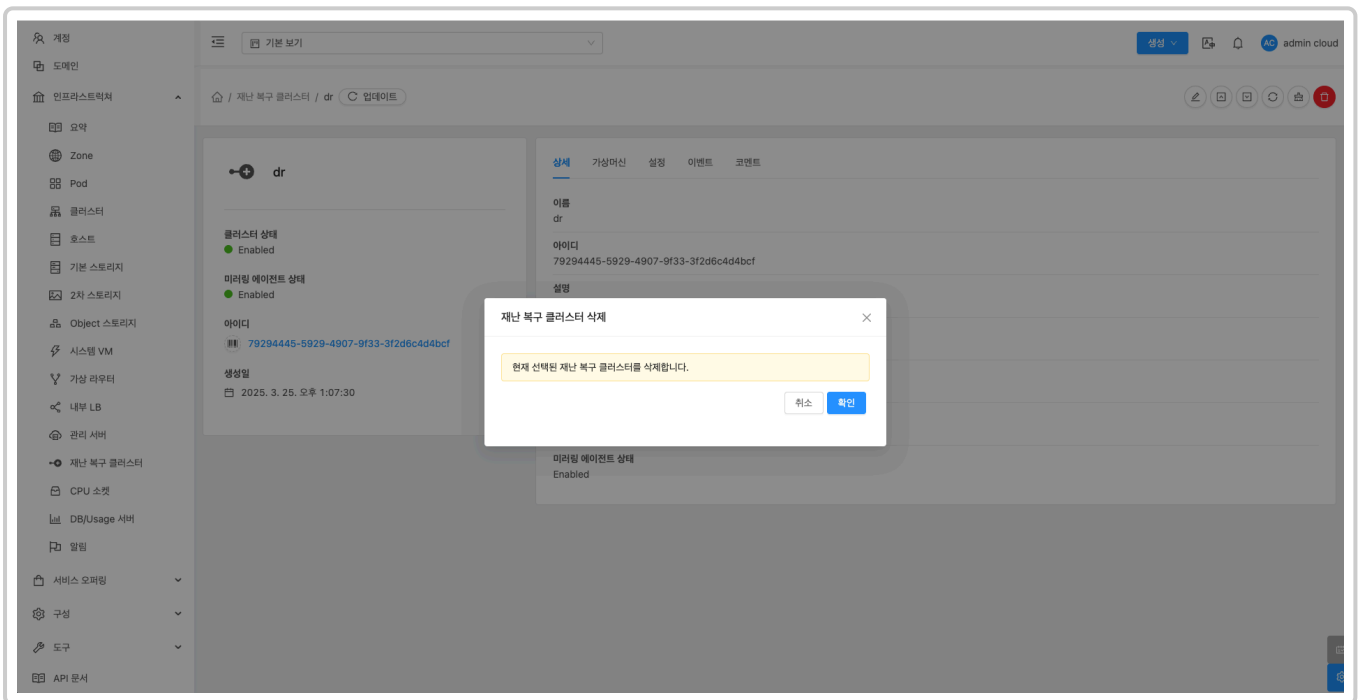 계정
도메인
인프라스트럭쳐
요약
Zone
Pod
클러스터
호스트
기본 스토리지
2차 스토리지
Object 스토리지
시스템 VM
가상 라우터
내부 LB
관리 서버
재난 복구 클러스터
CPU 소켓
DB/Usage 서버
알림
서비스 오퍼링
구성
도구
API 문서
기본 보기
생성
AC admin cloud
/ 재난 복구 클러스터 / dr 업데이트
dr
클러스터 상태
Enabled
미러링 에이전트 상태
Enabled
아이디
79294445-5929-4907-9f33-3f2d6c4d4bcf
생성일
2025. 3. 25. 오후 1:07:30
상세 가상머신 설정 이벤트 코멘트
이름
dr
아이디
79294445-5929-4907-9f33-3f2d6c4d4bcf
설명
재난 복구 클러스터 삭제
현재 선택된 재난 복구 클러스터를 삭제합니다.
취소 확인
미러링 에이전트 상태
Enabled